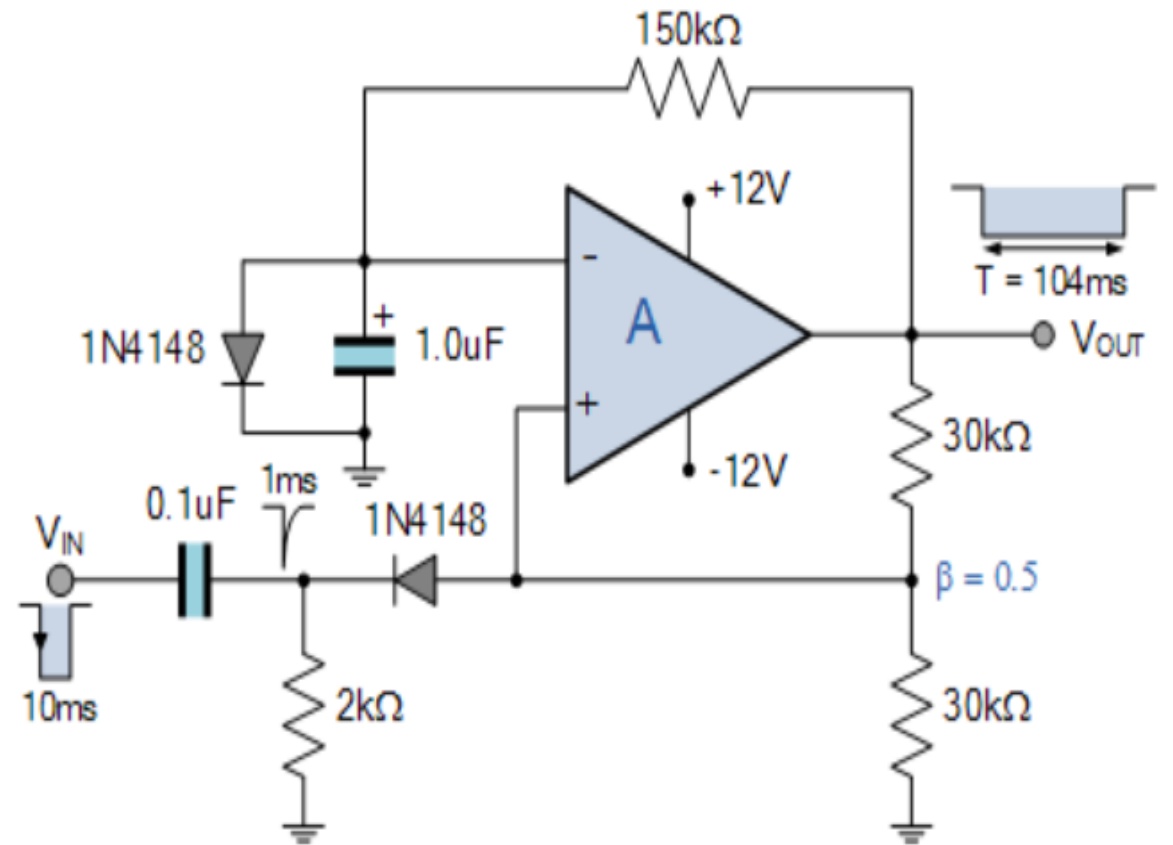 150kΩ
+12V
-
A
+
-12V
T = 104ms
VOUT
1N4148
+
1.0uF
30kΩ
1ms
0.1uF
1N4148
VIN
β = 0.5
10ms
2kΩ
30kΩ